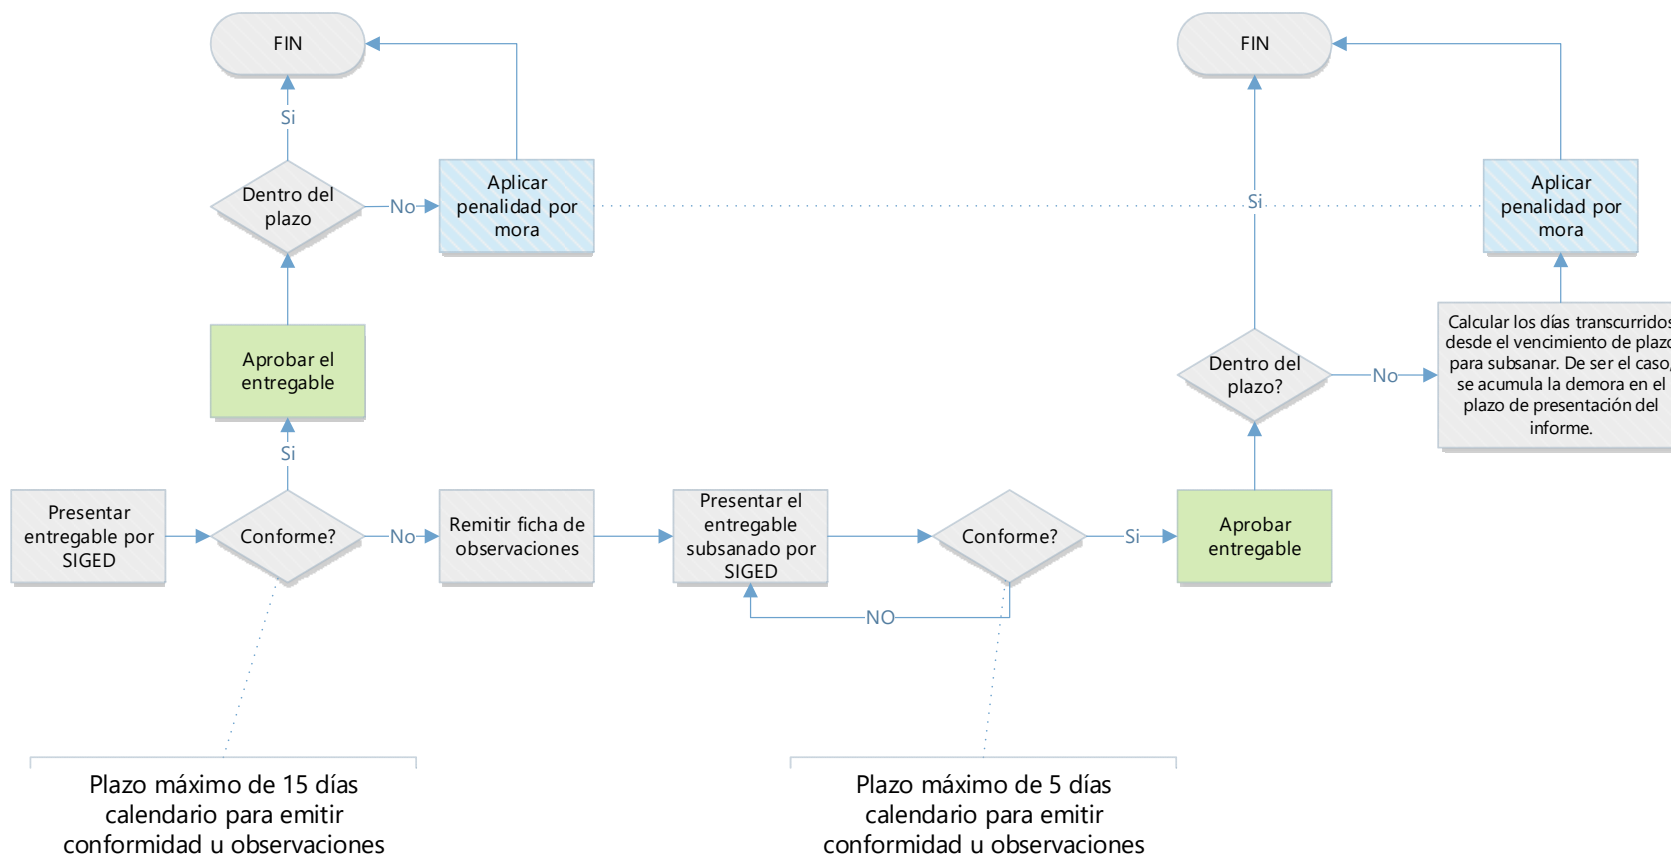 FIN
FIN
Si
Dentro del
plazo
No
Aplicar
penalidad por
mora
Si
Aplicar
penalidad por
mora
Aprobar el
entregable
Dentro del
plazo?
No
Calcular los días transcurridos
desde el vencimiento de plazo
para subsanar. De ser el caso,
se acumula la demora en el
plazo de presentación del
informe.
Si
Presentar
entregable por
SIGED
Conforme?
No
Remitir ficha de
observaciones
Presentar el
entregable
subsanado por
SIGED
Conforme?
Si
Aprobar
entregable
NO
Plazo máximo de 15 días
calendario para emitir
conformidad u observaciones
Plazo máximo de 5 días
calendario para emitir
conformidad u observaciones